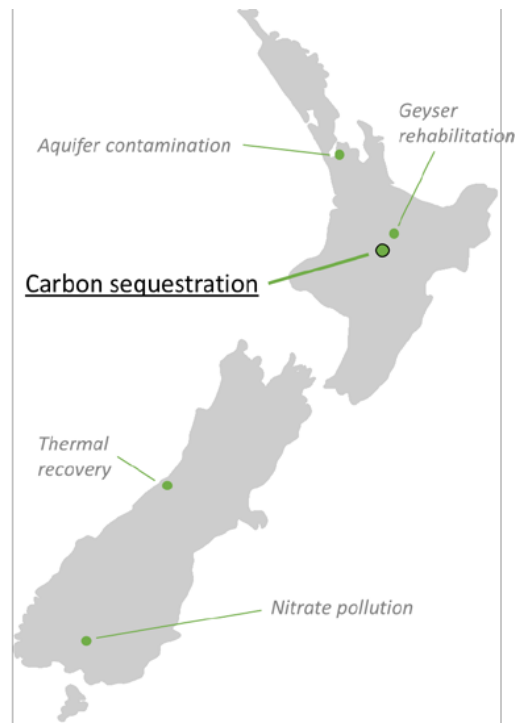 Geyser
rehabilitation
Aquifer contamination
Carbon sequestration
Thermal
recovery
Nitrate pollution